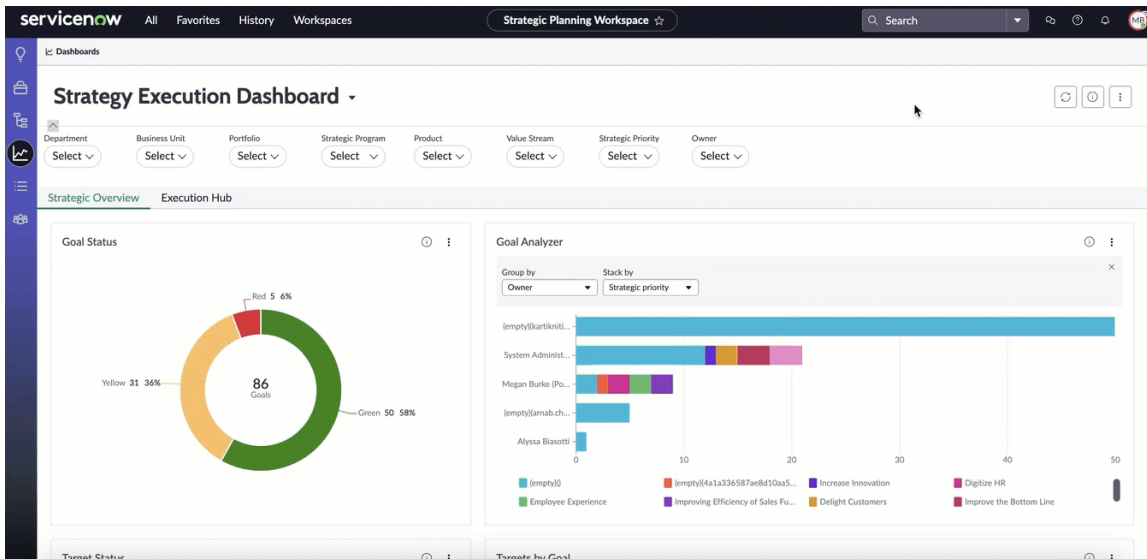 servicenow All Favorites History Workspaces Strategic Planning Workspace Search MB
Dashboards
Strategy Execution Dashboard
Department Business Unit Portfolio Strategic Program Product Value Stream Strategic Priority Owner
Select Select Select Select Select Select Select Select
Strategic Overview Execution Hub
Goal Status
Red 5 6%
Yellow 31 36%
86
Goals
Green 50 58%
Goal Analyzer
Group by Stack by
Owner Strategic priority
(empty)(kartikniti...
System Administ...
Megan Burke (Po...
(empty)(arnab.ch...
Alyssa Biasotti
0 10 20 30 40 50
(empty)() (empty)(4a1a336587ae8d10aa5... Increase Innovation Digitize HR
Employee Experience Improving Efficiency of Sales Fu... Delight Customers Improve the Bottom Line
Target Status Targets by Goal